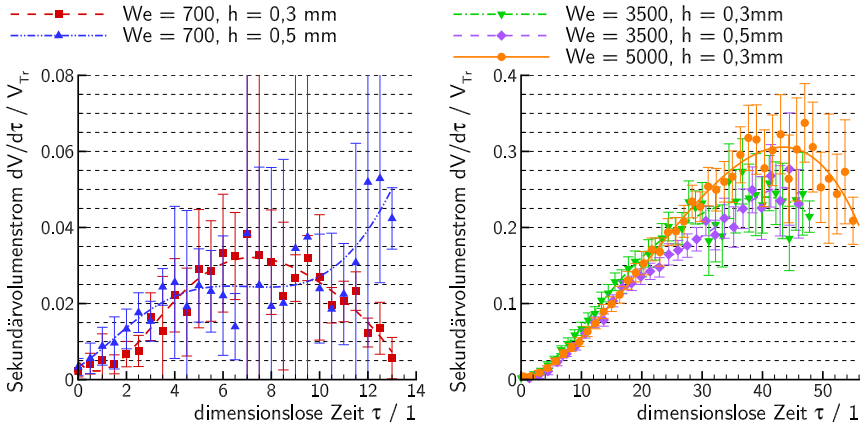 We = 700, h = 0,3 mm
We = 700, h = 0,5 mm
Sekundärvolumenstrom dV/dτ / V_Tr
0.08
0.06
0.04
0.02
0
0 2 4 6 8 10 12 14
dimensionslose Zeit τ / 1
We = 3500, h = 0,3mm
We = 3500, h = 0,5mm
We = 5000, h = 0,3mm
Sekundärvolumenstrom dV/dτ / V_Tr
0.4
0.3
0.2
0.1
0
0 10 20 30 40 50
dimensionslose Zeit τ / 1